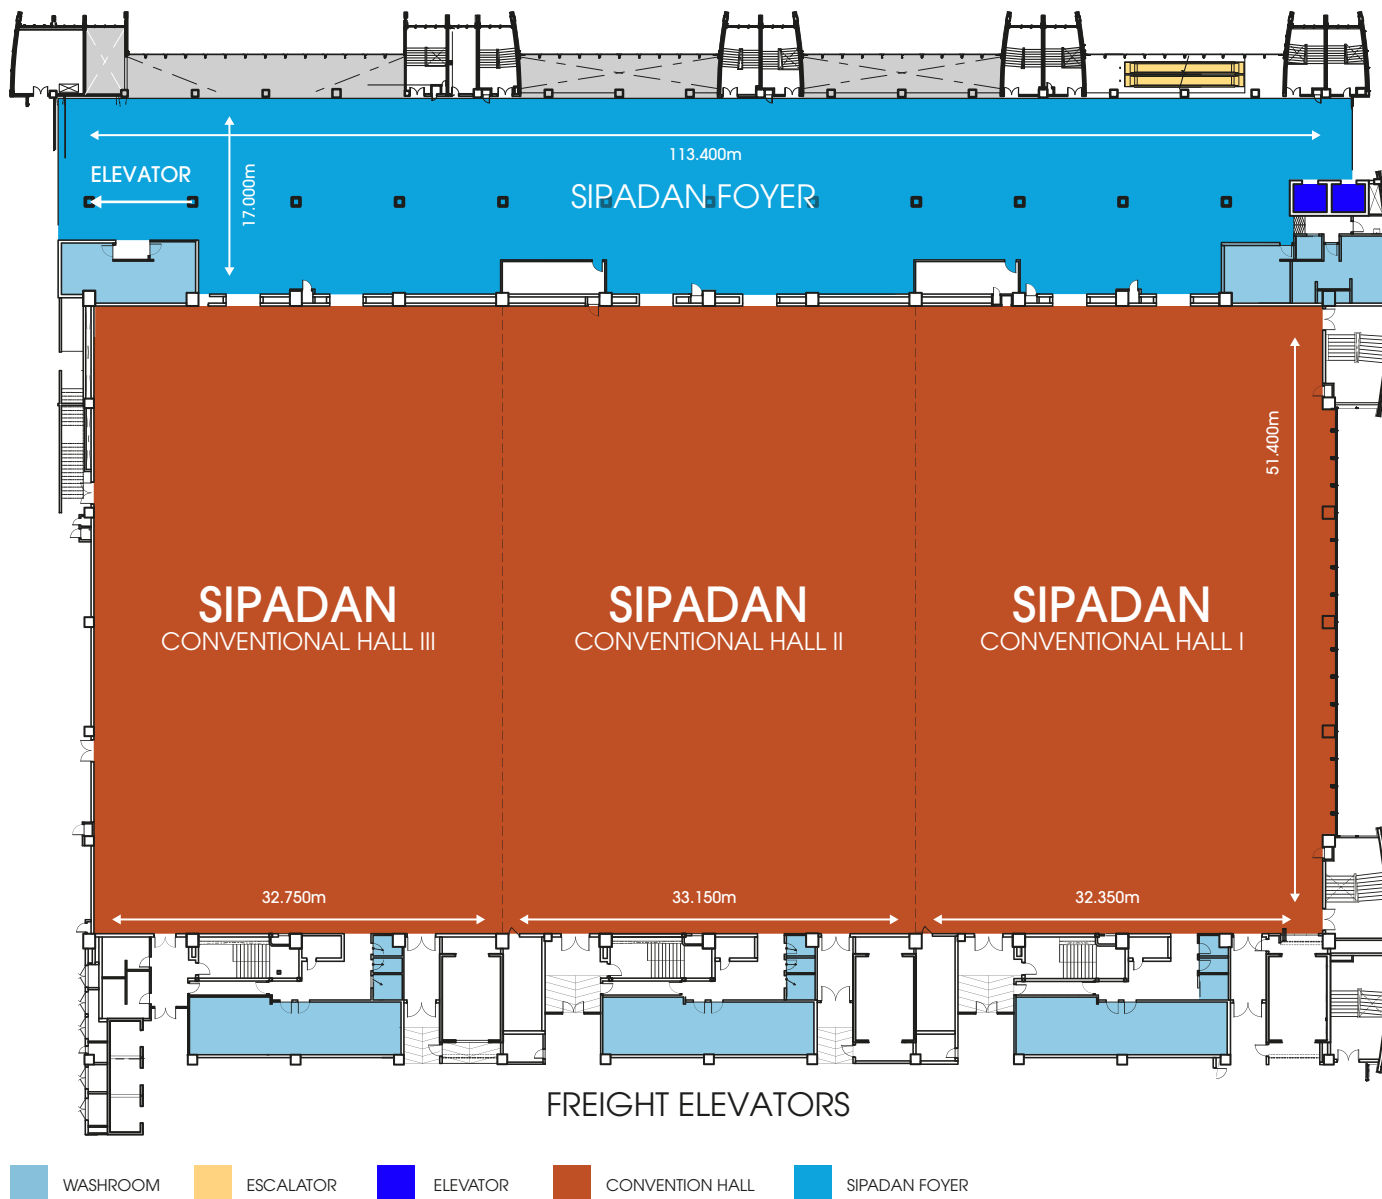 113.400m
ELEVATOR
17.000m
SIPADAN FOYER
51.400m
SIPADAN
CONVENTIONAL HALL III
SIPADAN
CONVENTIONAL HALL II
SIPADAN
CONVENTIONAL HALL I
32.750m
33.150m
32.350m
FREIGHT ELEVATORS
WASHROOM
ESCALATOR
ELEVATOR
CONVENTION HALL
SIPADAN FOYER